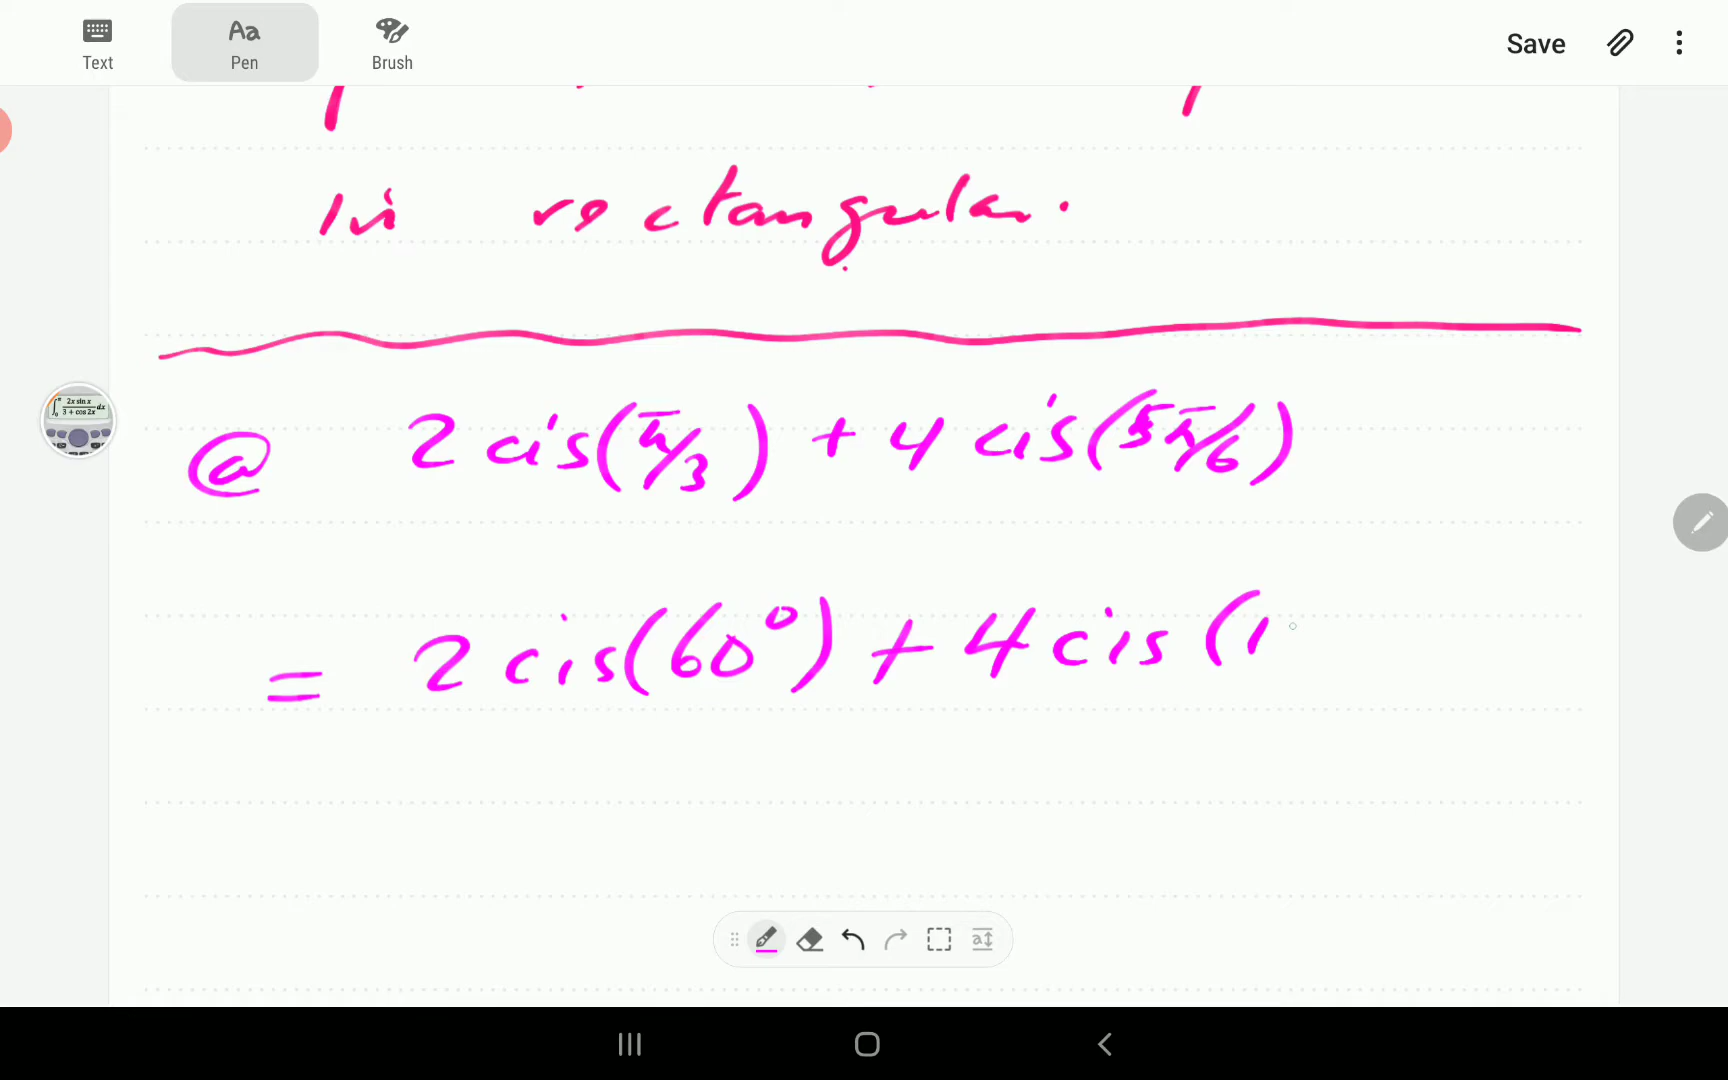 Text Pen Brush Save
in rectangular.
@ 2 cis(π/3) + 4 cis(5π/6)
= 2 cis(60°) + 4 cis (1